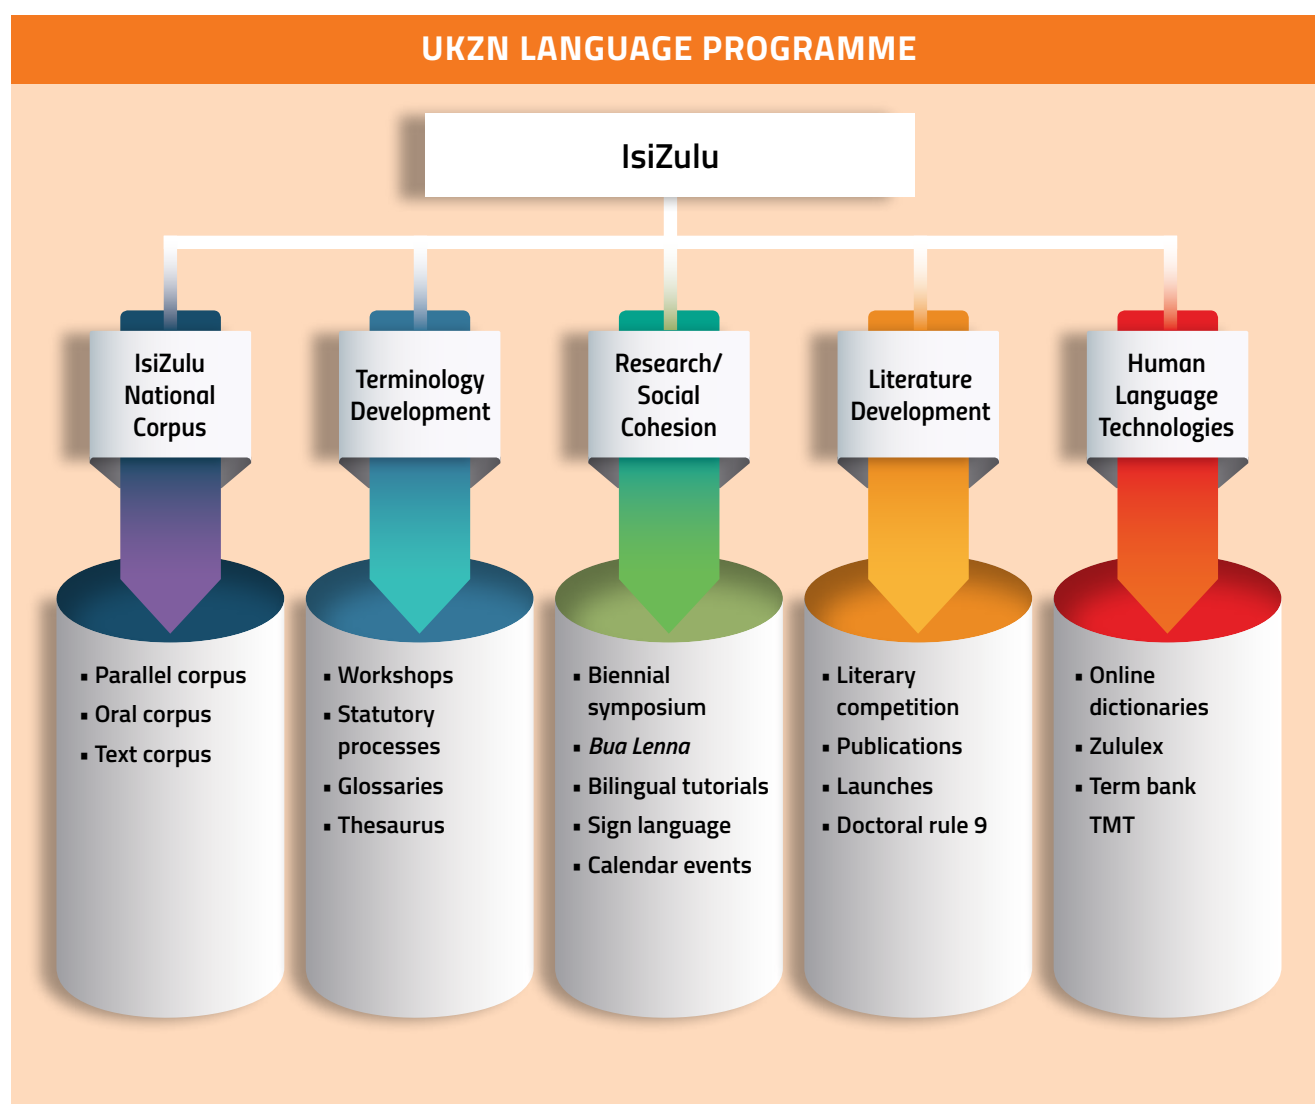 UKZN LANGUAGE PROGRAMME
IsiZulu
IsiZulu
National
Corpus
Terminology
Development
Research/
Social
Cohesion
Literature
Development
Human
Language
Technologies
▪ Parallel corpus
▪ Oral corpus
▪ Text corpus
▪ Workshops
▪ Statutory
processes
▪ Glossaries
▪ Thesaurus
▪ Biennial
symposium
▪ Bua Lenna
▪ Bilingual tutorials
▪ Sign language
▪ Calendar events
▪ Literary
competition
▪ Publications
▪ Launches
▪ Doctoral rule 9
▪ Online
dictionaries
▪ Zululex
▪ Term bank
TMT